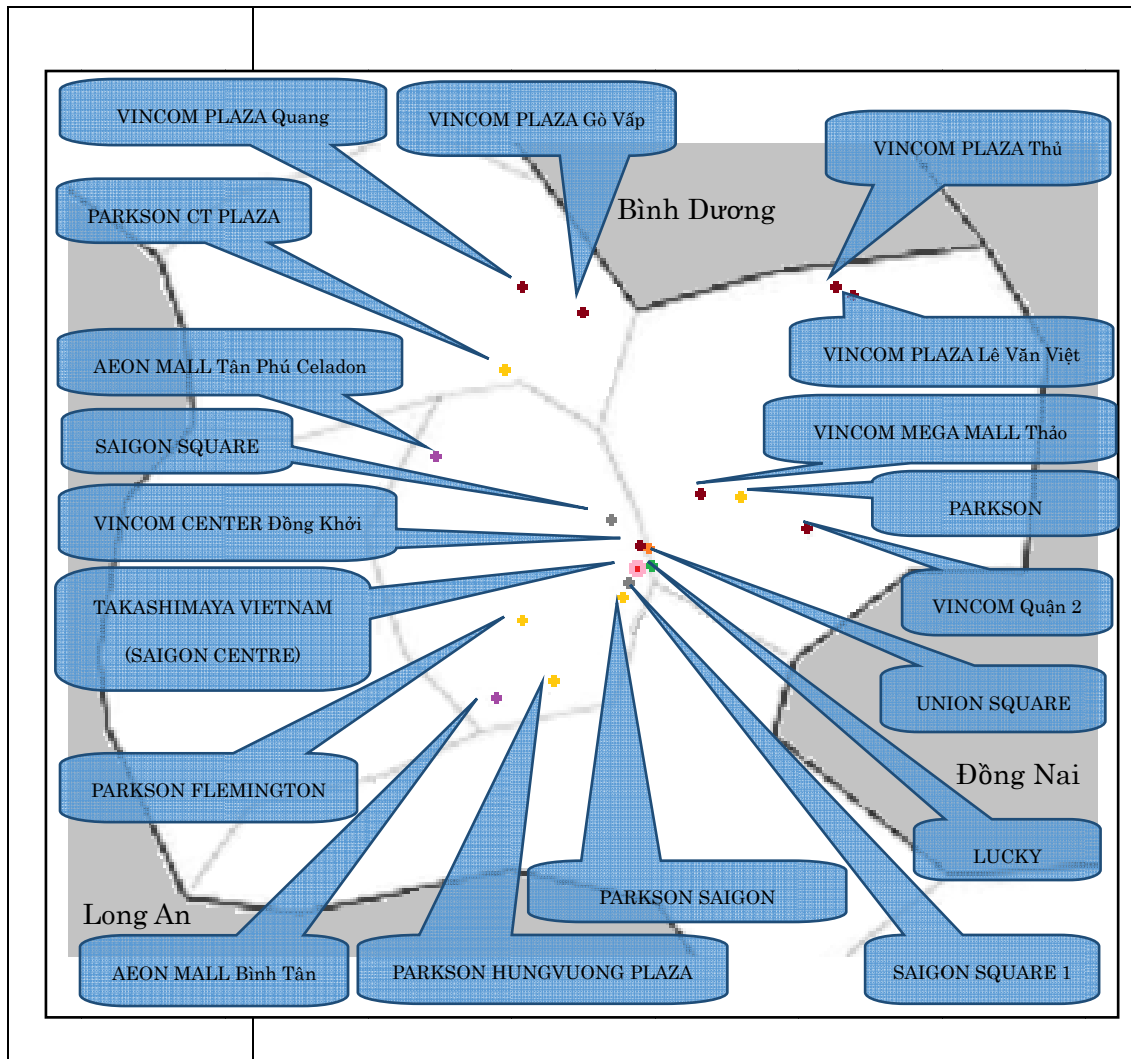 VINCOM PLAZA Quang
VINCOM PLAZA Gò Vấp
VINCOM PLAZA Thủ
PARKSON CT PLAZA
Bình Dương
AEON MALL Tân Phú Celadon
VINCOM PLAZA Lê Văn Việt
SAIGON SQUARE
VINCOM MEGA MALL Thảo
VINCOM CENTER Đồng Khởi
PARKSON
TAKASHIMAYA VIETNAM
(SAIGON CENTRE)
VINCOM Quận 2
UNION SQUARE
PARKSON FLEMINGTON
Đồng Nai
LUCKY
PARKSON SAIGON
Long An
AEON MALL Bình Tân
PARKSON HUNGVUONG PLAZA
SAIGON SQUARE 1